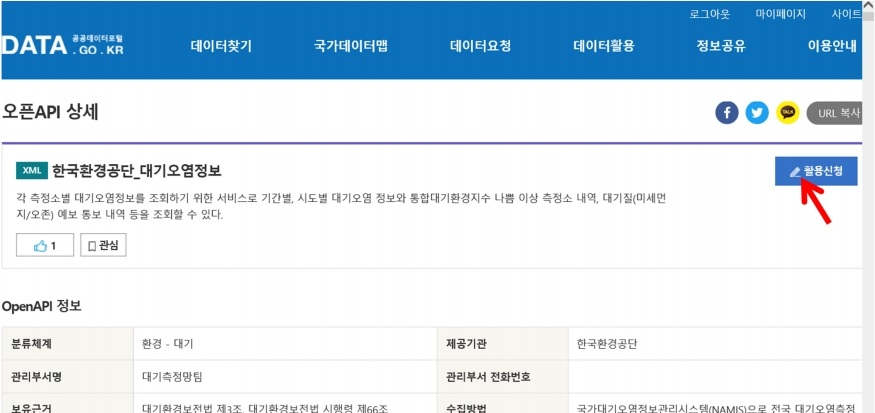 로그아웃 마이페이지 사이트
DATA 공공데이터포털 .GO.KR
데이터찾기 국가데이터맵 데이터요청 데이터활용 정보공유 이용안내
오픈API 상세
f TALK URL 복사
XML 한국환경공단_대기오염정보
활용신청
각 측정소별 대기오염정보를 조회하기 위한 서비스로 기간별, 시도별 대기오염 정보와 통합대기환경지수 나쁨 이상 측정소 내역, 대기질(미세먼
지/오존) 예보 통보 내역 등을 조회할 수 있다.
1 관심
OpenAPI 정보
분류체계 환경 - 대기 제공기관 한국환경공단
관리부서명 대기측정망팀 관리부서 전화번호
보유근거 대기환경보전법 제3조, 대기환경보전법 시행령 제66조 수집방법 국가대기오염정보관리시스템(NAMIS)으로 전국 대기오염측정